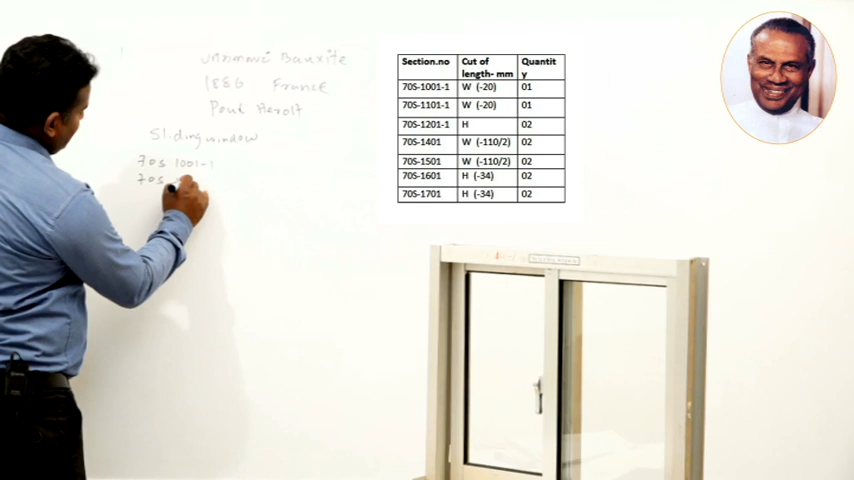 Bauxite
1886 France
Sliding window
70S 1001-1
70S
Section.no Cut of length- mm Quantity
70S-1001-1 W (-20) 01
70S-1101-1 W (-20) 01
70S-1201-1 H 02
70S-1401 W (-110/2) 02
70S-1501 W (-110/2) 02
70S-1601 H (-34) 02
70S-1701 H (-34) 02